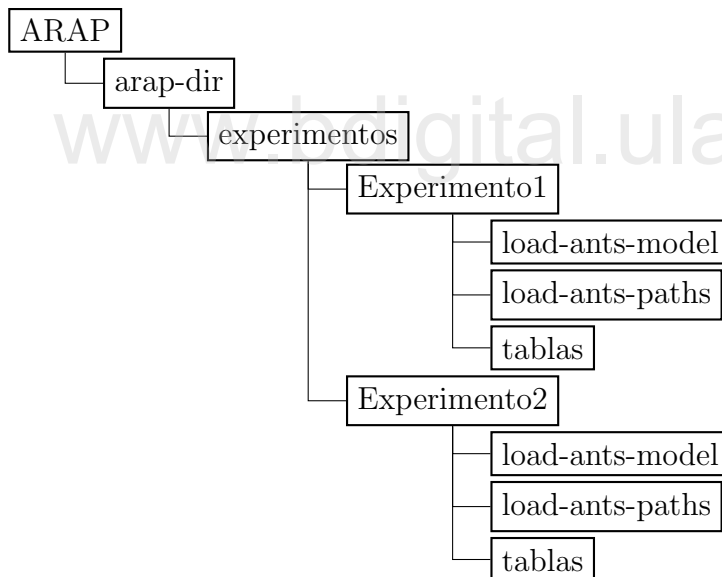 ARAP
arap-dir
experimentos
www.bdigital.ula
Experimento1
load-ants-model
load-ants-paths
tablas
Experimento2
load-ants-model
load-ants-paths
tablas